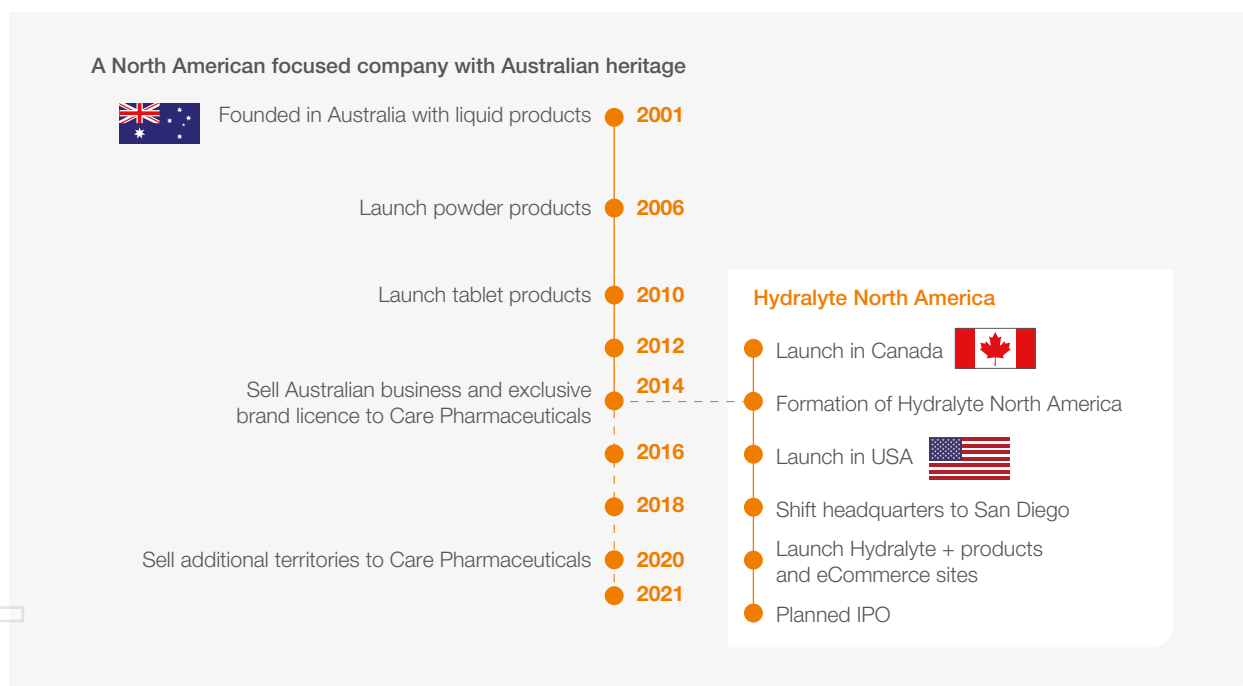 A North American focused company with Australian heritage
Founded in Australia with liquid products
2001
Launch powder products
2006
Launch tablet products
2010
2012
Sell Australian business and exclusive
brand licence to Care Pharmaceuticals
2014
2016
2018
Sell additional territories to Care Pharmaceuticals
2020
2021
Hydralyte North America
Launch in Canada
Formation of Hydralyte North America
Launch in USA
Shift headquarters to San Diego
Launch Hydralyte + products
and eCommerce sites
Planned IPO